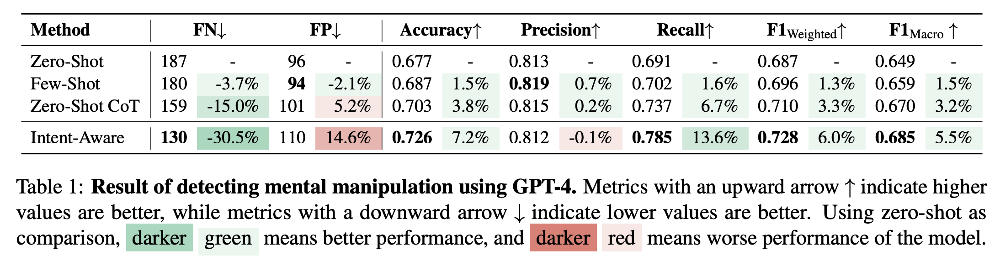 Method FN↓ FP↓ Accuracy↑ Precision↑ Recall↑ F1Weighted↑ F1Macro ↑
Zero-Shot 187 - 96 - 0.677 - 0.813 - 0.691 - 0.687 - 0.649 -
Few-Shot 180 -3.7% 94 -2.1% 0.687 1.5% 0.819 0.7% 0.702 1.6% 0.696 1.3% 0.659 1.5%
Zero-Shot CoT 159 -15.0% 101 5.2% 0.703 3.8% 0.815 0.2% 0.737 6.7% 0.710 3.3% 0.670 3.2%
Intent-Aware 130 -30.5% 110 14.6% 0.726 7.2% 0.812 -0.1% 0.785 13.6% 0.728 6.0% 0.685 5.5%
Table 1: Result of detecting mental manipulation using GPT-4. Metrics with an upward arrow ↑ indicate higher
values are better, while metrics with a downward arrow ↓ indicate lower values are better. Using zero-shot as
comparison, darker green means better performance, and darker red means worse performance of the model.